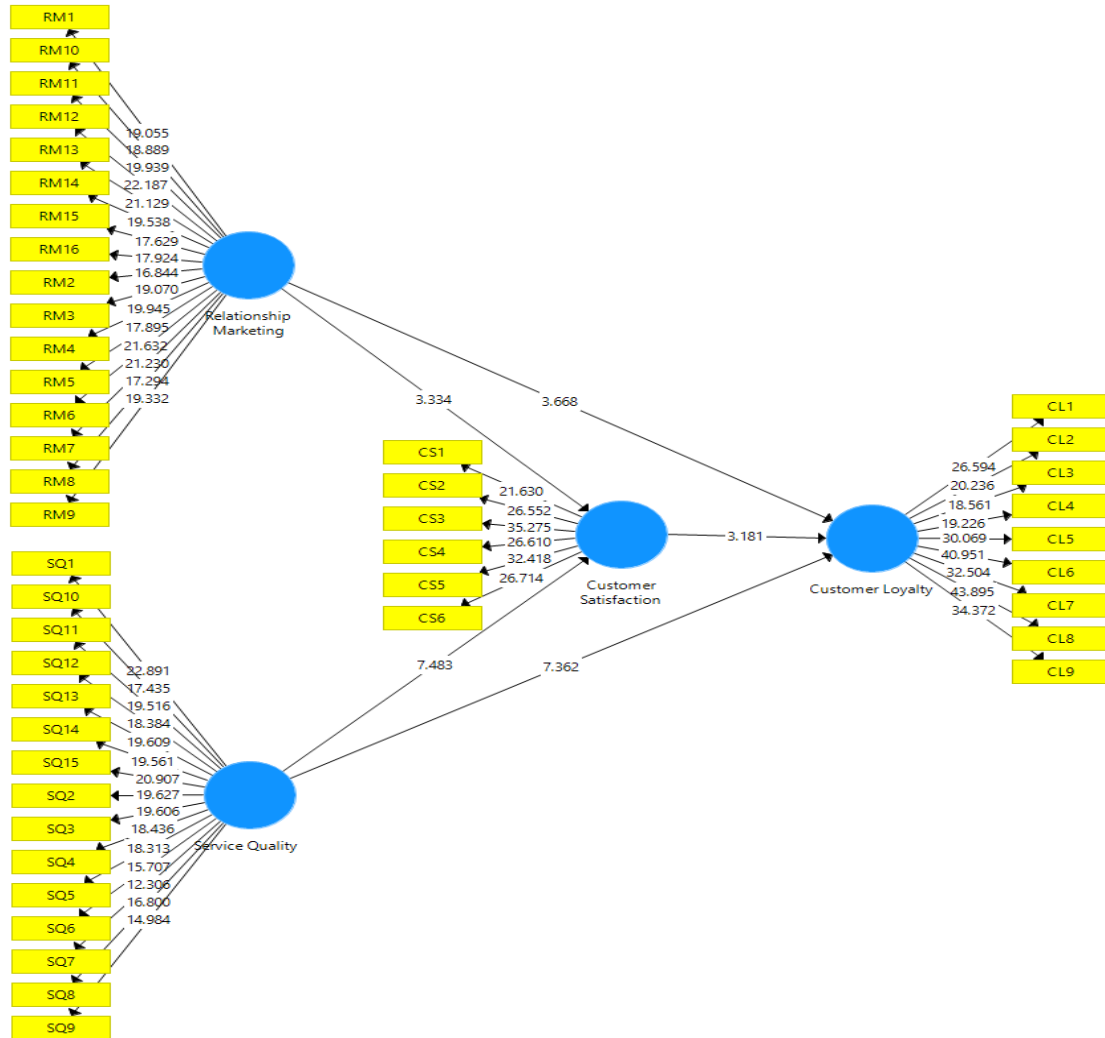 RM1
RM10
RM11
RM12
RM13
RM14
RM15
RM16
RM2
RM3
RM4
RM5
RM6
RM7
RM8
RM9
19.055
18.889
19.939
22.187
21.129
19.538
17.629
17.924
16.844
19.070
19.945
17.895
21.632
21.230
17.294
19.332
Relationship
Marketing
3.334
3.668
CS1
CS2
CS3
CS4
CS5
CS6
21.630
26.552
35.275
26.610
32.418
26.714
Customer
Satisfaction
3.181
Customer Loyalty
CL1
CL2
CL3
CL4
CL5
CL6
CL7
CL8
CL9
26.594
20.236
18.561
19.226
30.069
40.951
32.504
43.895
34.372
7.483
7.362
SQ1
SQ10
SQ11
SQ12
SQ13
SQ14
SQ15
SQ2
SQ3
SQ4
SQ5
SQ6
SQ7
SQ8
SQ9
22.891
17.435
19.516
18.384
19.609
19.561
20.907
19.627
19.606
18.436
18.313
15.707
12.306
16.800
14.984
Service Quality